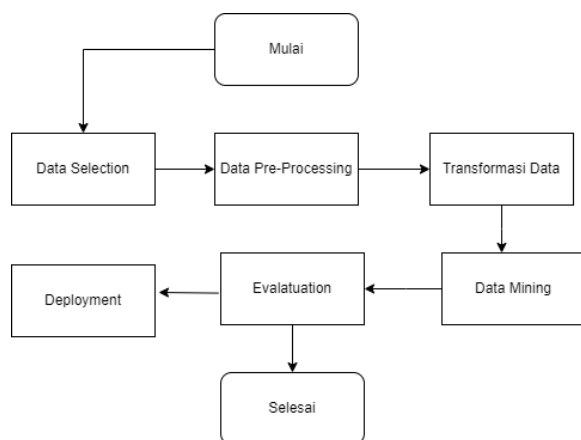 Mulai
Data Selection
Data Pre-Processing
Transformasi Data
Data Mining
Evalatuation
Deployment
Selesai